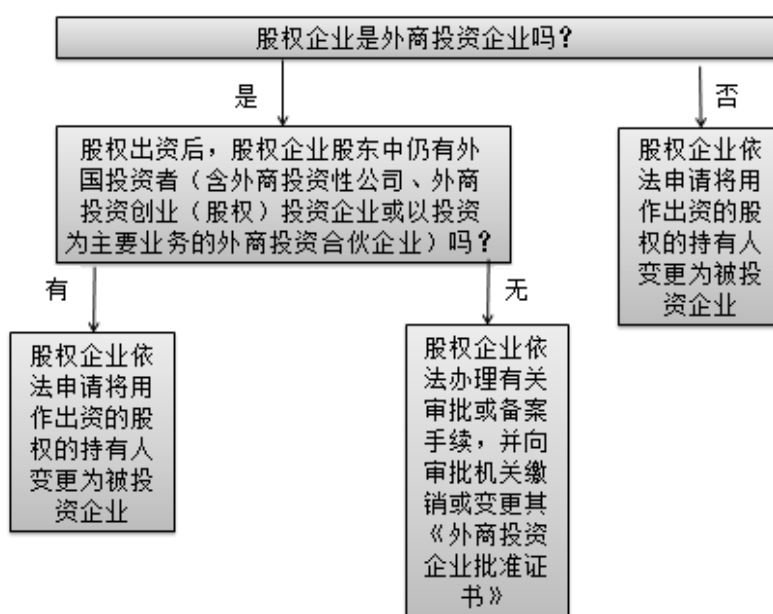 股权企业是外商投资企业吗？
是
否
股权出资后，股权企业股东中仍有外
国投资者（含外商投资性公司、外商
投资创业（股权）投资企业或以投资
为主要业务的外商投资合伙企业）吗？
股权企业依
法申请将用
作出资的股
权的持有人
变更为被投
资企业
有
无
股权企业依
法申请将用
作出资的股
权的持有人
变更为被投
资企业
股权企业依
法办理有关
审批或备案
手续，并向
审批机关缴
销或变更其
《外商投资
企业批准证
书》